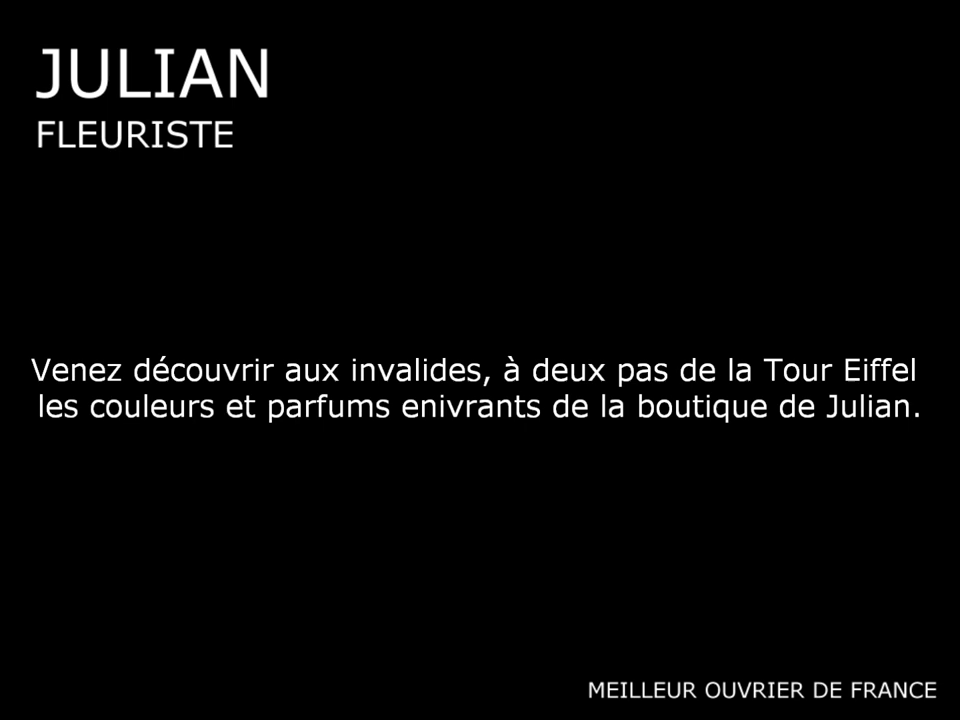 JULIAN
FLEURISTE
Venez découvrir aux invalides, à deux pas de la Tour Eiffel
les couleurs et parfums enivrants de la boutique de Julian.
MEILLEUR OUVRIER DE FRANCE